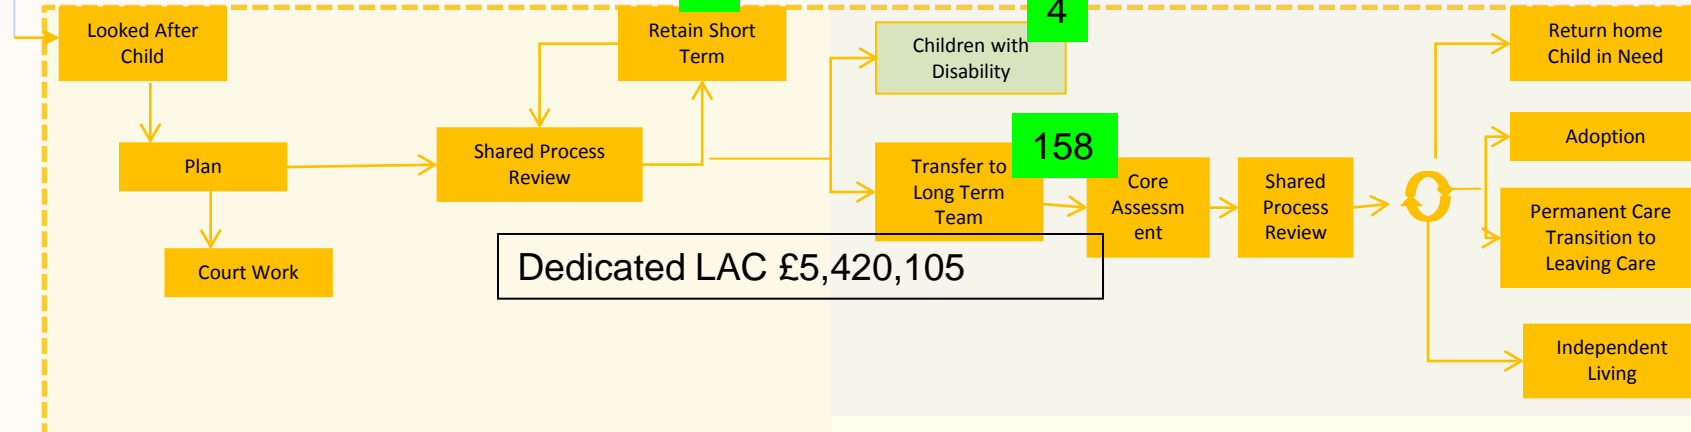 Looked After
Child
Plan
Court Work
Shared Process
Review
Retain Short
Term
4
Children with
Disability
158
Transfer to
Long Term
Team
Core
Assessm
ent
Shared
Process
Review
Return home
Child in Need
Adoption
Permanent Care
Transition to
Leaving Care
Independent
Living
Dedicated LAC £5,420,105